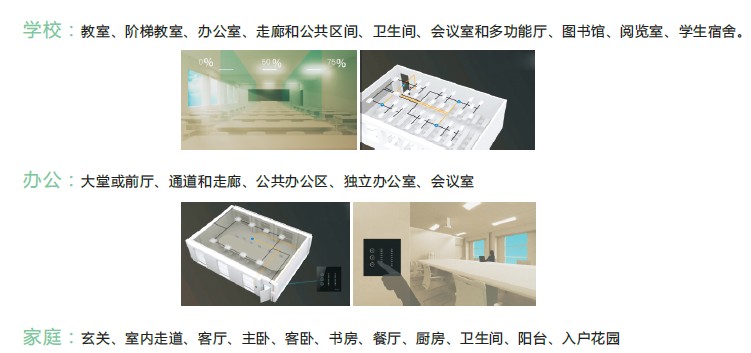 学校：教室、阶梯教室、办公室、走廊和公共区间、卫生间、会议室和多功能厅、图书馆、阅览室、学生宿舍。
0% 50% 75%
办公：大堂或前厅、通道和走廊、公共办公区、独立办公室、会议室
家庭：玄关、室内走道、客厅、主卧、客卧、书房、餐厅、厨房、卫生间、阳台、入户花园